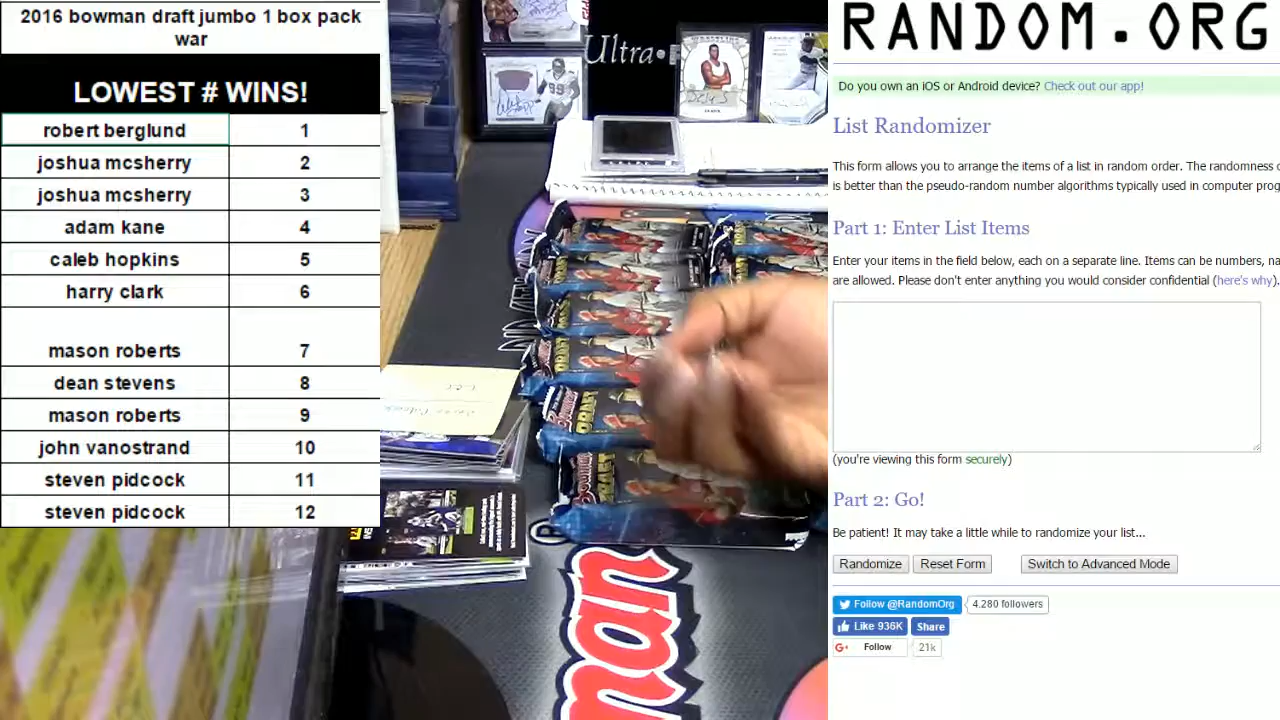 2016 bowman draft jumbo 1 box pack
war
LOWEST # WINS!
robert berglund 1
joshua mcsherry 2
joshua mcsherry 3
adam kane 4
caleb hopkins 5
harry clark 6
mason roberts 7
dean stevens 8
mason roberts 9
john vanostrand 10
steven pidcock 11
steven pidcock 12
Ultra
99
BOWMAN
DRAFT
BOWMAN
DRAFT
RANDOM.ORG
Do you own an iOS or Android device? Check out our app!
List Randomizer
This form allows you to arrange the items of a list in random order. The randomness
is better than the pseudo-random number algorithms typically used in computer prog
Part 1: Enter List Items
Enter your items in the field below, each on a separate line. Items can be numbers, na
are allowed. Please don't enter anything you would consider confidential (here's why).
(you're viewing this form securely)
Part 2: Go!
Be patient! It may take a little while to randomize your list...
Randomize Reset Form Switch to Advanced Mode
Follow @RandomOrg 4,280 followers
Like 936K Share
G+ Follow 21k